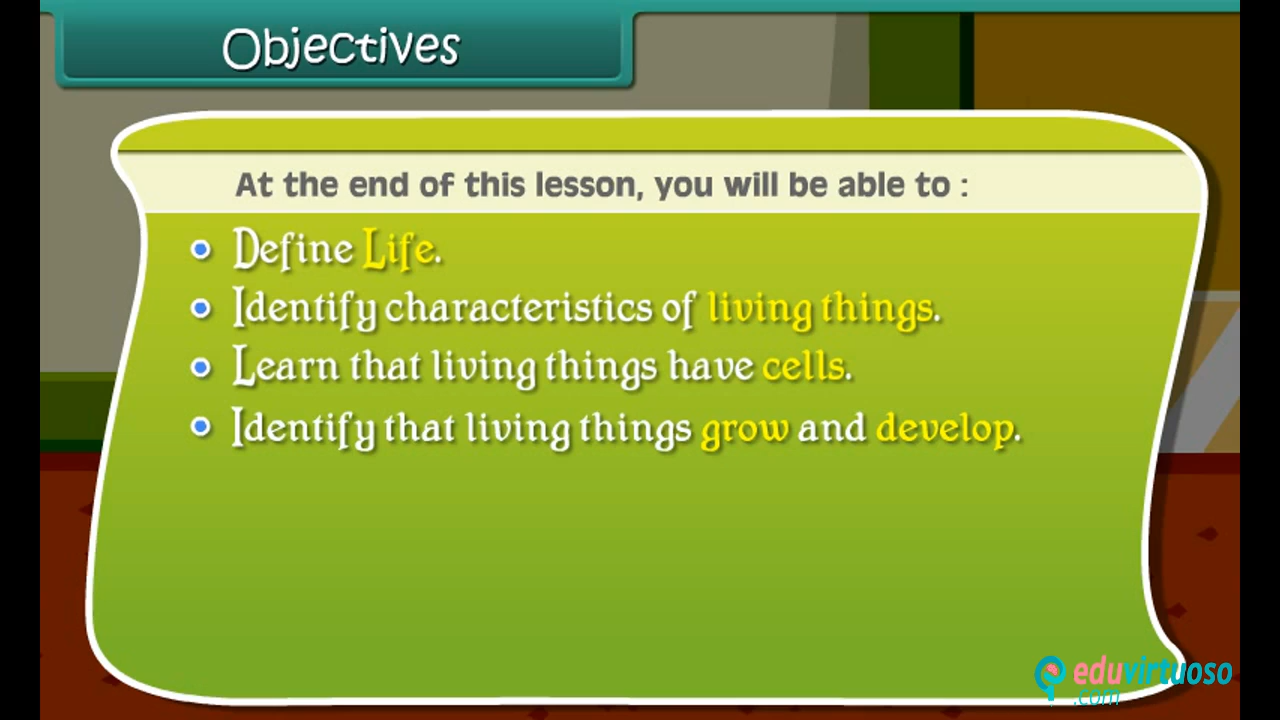 Objectives
At the end of this lesson, you will be able to :
Define Life.
Identify characteristics of living things.
Learn that living things have cells.
Identify that living things grow and develop.
eduvirtuoso
.com